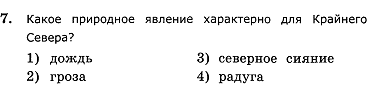 7. Какое природное явление характерно для Крайнего
Севера?
1) дождь 3) северное сияние
2) гроза 4) радуга